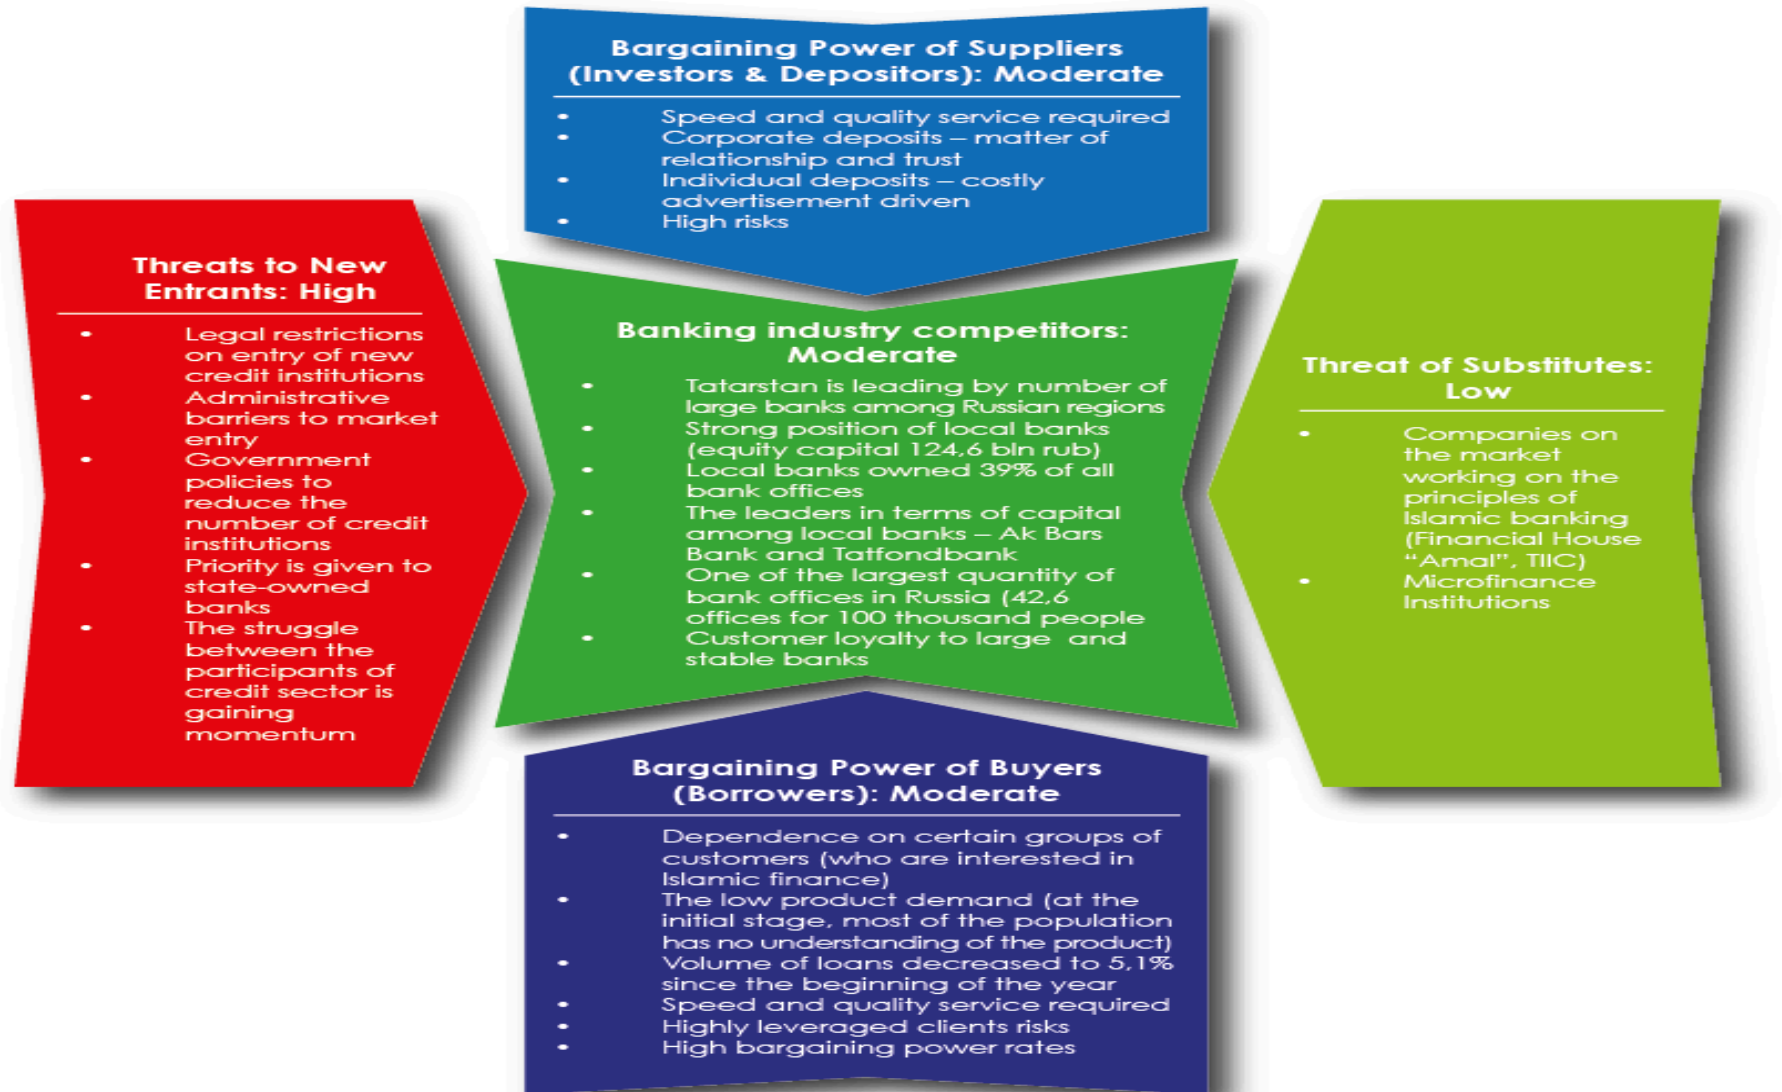 Bargaining Power of Suppliers
(Investors & Depositors): Moderate
• Speed and quality service required
• Corporate deposits – matter of
relationship and trust
• Individual deposits – costly
advertisement driven
• High risks
Threats to New
Entrants: High
• Legal restrictions
on entry of new
credit institutions
• Administrative
barriers to market
entry
• Government
policies to
reduce the
number of credit
institutions
• Priority is given to
state-owned
banks
• The struggle
between the
participants of
credit sector is
gaining
momentum
Banking industry competitors:
Moderate
• Tatarstan is leading by number of
large banks among Russian regions
• Strong position of local banks
(equity capital 124,6 bln rub)
• Local banks owned 39% of all
bank offices
• The leaders in terms of capital
among local banks – Ak Bars
Bank and Tatfondbank
• One of the largest quantity of
bank offices in Russia (42,6
offices for 100 thousand people
• Customer loyalty to large and
stable banks
Threat of Substitutes:
Low
• Companies on
the market
working on the
principles of
Islamic banking
(Financial House
“Amal”, TIIC)
• Microfinance
Institutions
Bargaining Power of Buyers
(Borrowers): Moderate
• Dependence on certain groups of
customers (who are interested in
Islamic finance)
• The low product demand (at the
initial stage, most of the population
has no understanding of the product)
• Volume of loans decreased to 5,1%
since the beginning of the year
• Speed and quality service required
• Highly leveraged clients risks
• High bargaining power rates